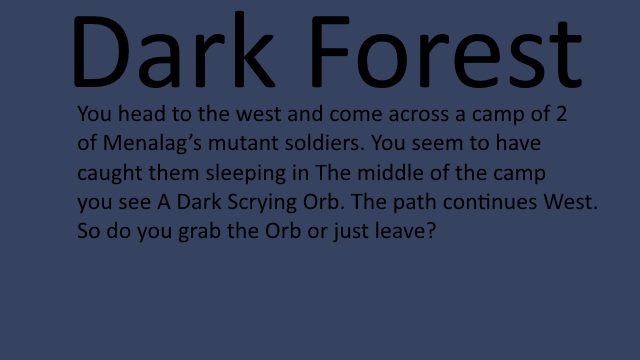 Dark Forest
You head to the west and come across a camp of 2
of Menalag’s mutant soldiers. You seem to have
caught them sleeping in The middle of the camp
you see A Dark Scrying Orb. The path continues West.
So do you grab the Orb or just leave?